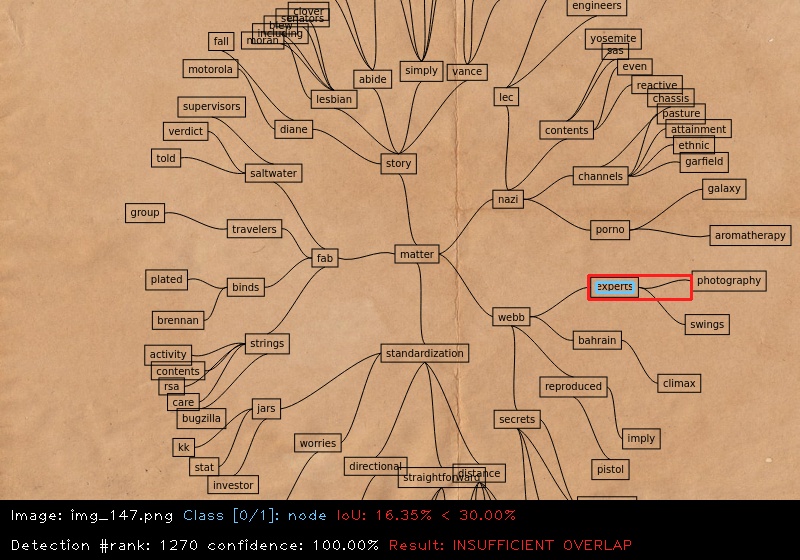 clover
engineers
senators
blew
including
moran
fall
yosemite
sas
even
motorola
lesbian
abide
simply
vance
lec
reactive
chassis
supervisors
pasture
verdict
diane
contents
attainment
told
story
ethnic
garfield
saltwater
channels
galaxy
nazi
group
travelers
porno
aromatherapy
fab
matter
plated
binds
experts
photography
brennan
webb
swings
activity
strings
standardization
bahrain
contents
rsa
climax
care
reproduced
bugzilla
jars
secrets
kk
worries
imply
stat
directional
straightforward
distance
pistol
investor
Image: img_147.png Class [0/1]: node IoU: 16.35% < 30.00%
Detection #rank: 1270 confidence: 100.00% Result: INSUFFICIENT OVERLAP